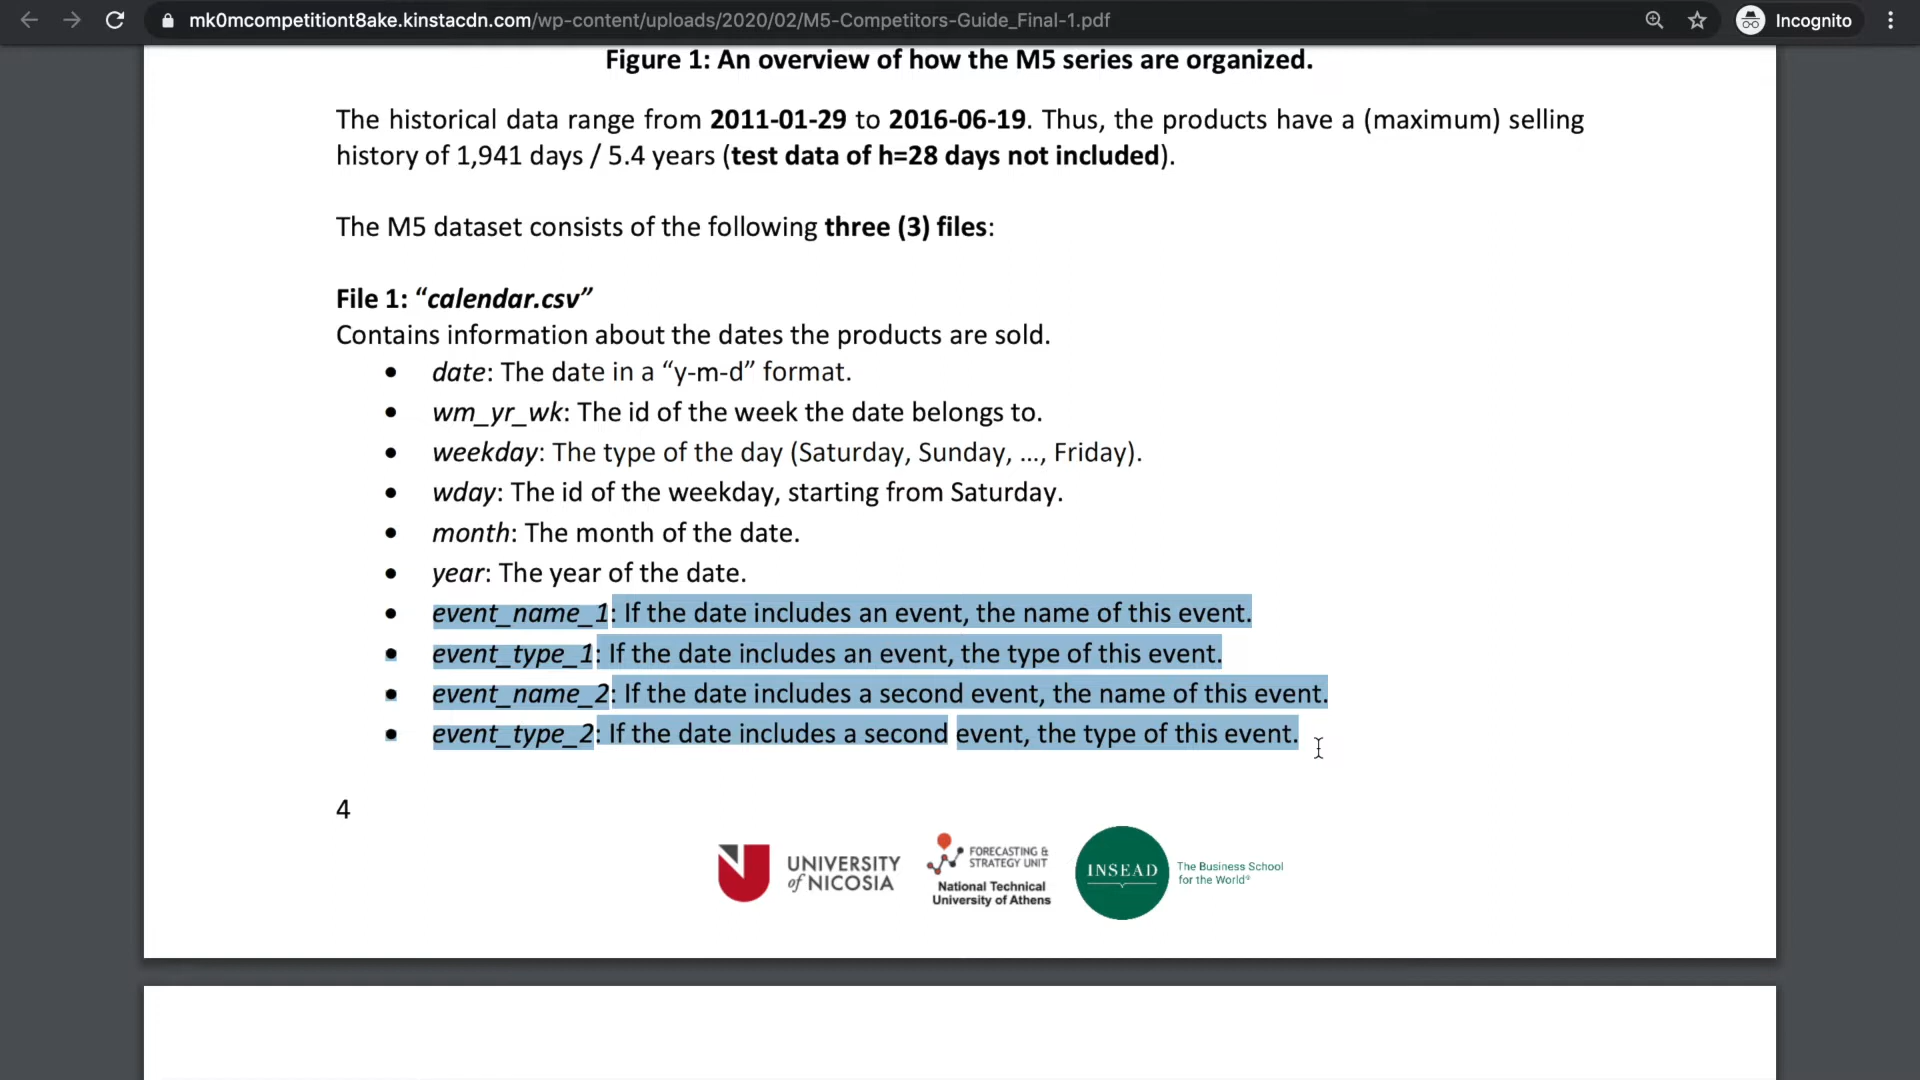 mk0mcompetitiont8ake.kinstacdn.com/wp-content/uploads/2020/02/M5-Competitors-Guide_Final-1.pdf
Incognito
Figure 1: An overview of how the M5 series are organized.
The historical data range from 2011-01-29 to 2016-06-19. Thus, the products have a (maximum) selling
history of 1,941 days / 5.4 years (test data of h=28 days not included).
The M5 dataset consists of the following three (3) files:
File 1: “calendar.csv”
Contains information about the dates the products are sold.
• date: The date in a “y-m-d” format.
• wm_yr_wk: The id of the week the date belongs to.
• weekday: The type of the day (Saturday, Sunday, …, Friday).
• wday: The id of the weekday, starting from Saturday.
• month: The month of the date.
• year: The year of the date.
• event_name_1: If the date includes an event, the name of this event.
• event_type_1: If the date includes an event, the type of this event.
• event_name_2: If the date includes a second event, the name of this event.
• event_type_2: If the date includes a second event, the type of this event.
4
UNIVERSITY
of NICOSIA
FORECASTING &
STRATEGY UNIT
National Technical
University of Athens
INSEAD
The Business School
for the World®